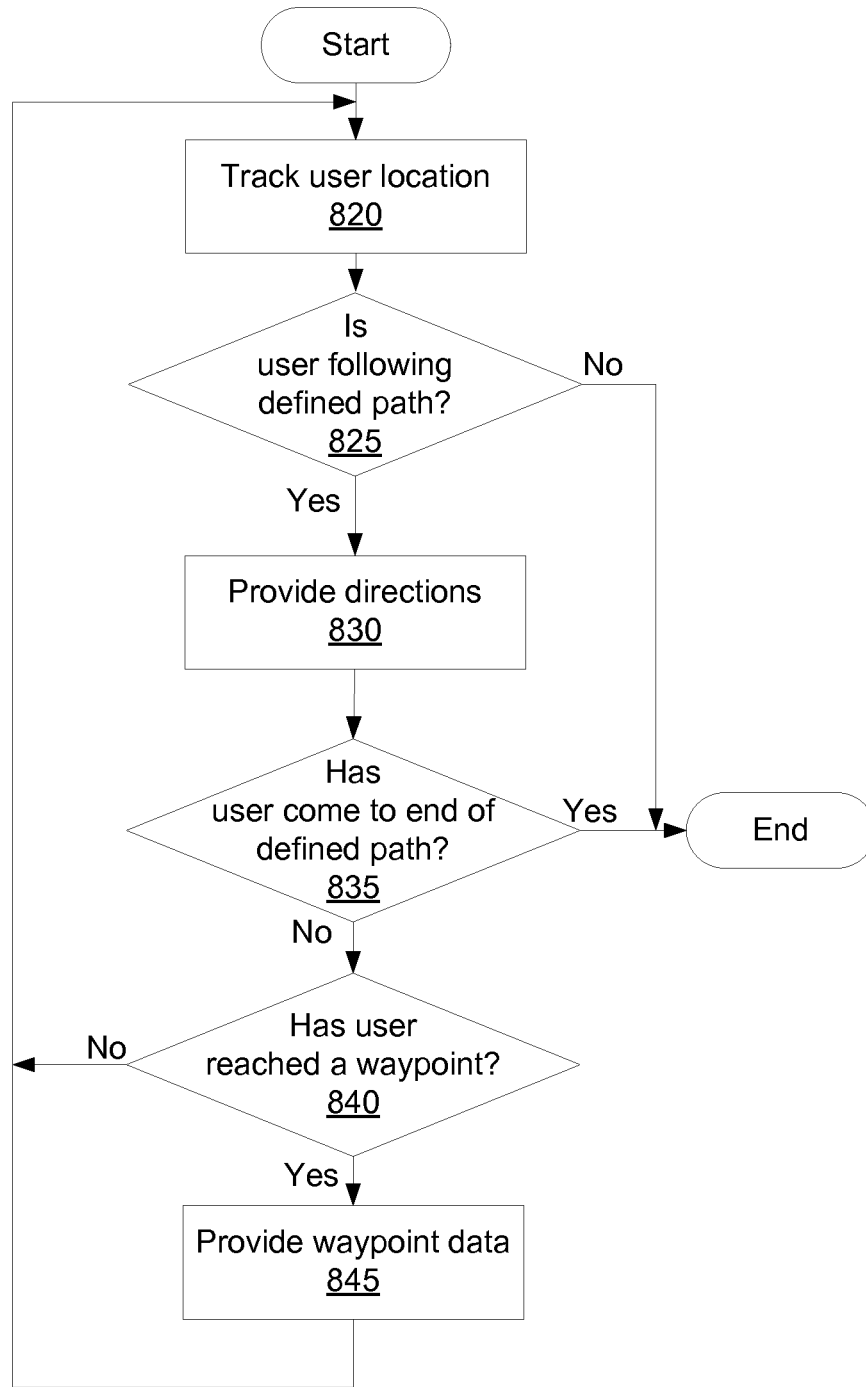 Start
Track user location
820
Is
user following
defined path?
825
No
Yes
Provide directions
830
Has
user come to end of
defined path?
835
Yes
End
No
Has user
reached a waypoint?
840
No
Yes
Provide waypoint data
845